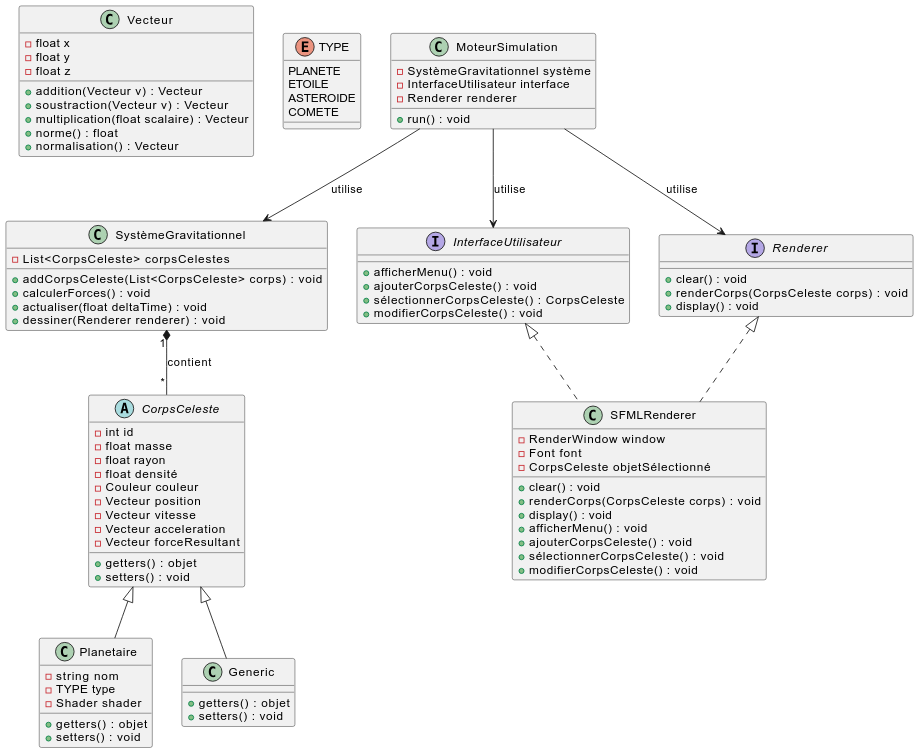 C Vecteur
float x
float y
float z
addition(Vecteur v) : Vecteur
soustraction(Vecteur v) : Vecteur
multiplication(float scalaire) : Vecteur
norme() : float
normalisation() : Vecteur
E TYPE
PLANETE
ETOILE
ASTEROIDE
COMETE
C MoteurSimulation
SystèmeGravitationnel système
InterfaceUtilisateur interface
Renderer renderer
run() : void
utilise
utilise
utilise
C SystèmeGravitationnel
List<CorpsCeleste> corpsCelestes
addCorpsCeleste(List<CorpsCeleste> corps) : void
calculerForces() : void
actualiser(float deltaTime) : void
dessiner(Renderer renderer) : void
I InterfaceUtilisateur
afficherMenu() : void
ajouterCorpsCeleste() : void
sélectionnerCorpsCeleste() : CorpsCeleste
modifierCorpsCeleste() : void
I Renderer
clear() : void
renderCorps(CorpsCeleste corps) : void
display() : void
1
contient
*
A CorpsCeleste
int id
float masse
float rayon
float densité
Couleur couleur
Vecteur position
Vecteur vitesse
Vecteur acceleration
Vecteur forceResultant
getters() : objet
setters() : void
C SFMLRenderer
RenderWindow window
Font font
CorpsCeleste objetSélectionné
clear() : void
renderCorps(CorpsCeleste corps) : void
display() : void
afficherMenu() : void
ajouterCorpsCeleste() : void
sélectionnerCorpsCeleste() : void
modifierCorpsCeleste() : void
C Planetaire
string nom
TYPE type
Shader shader
getters() : objet
setters() : void
C Generic
getters() : objet
setters() : void